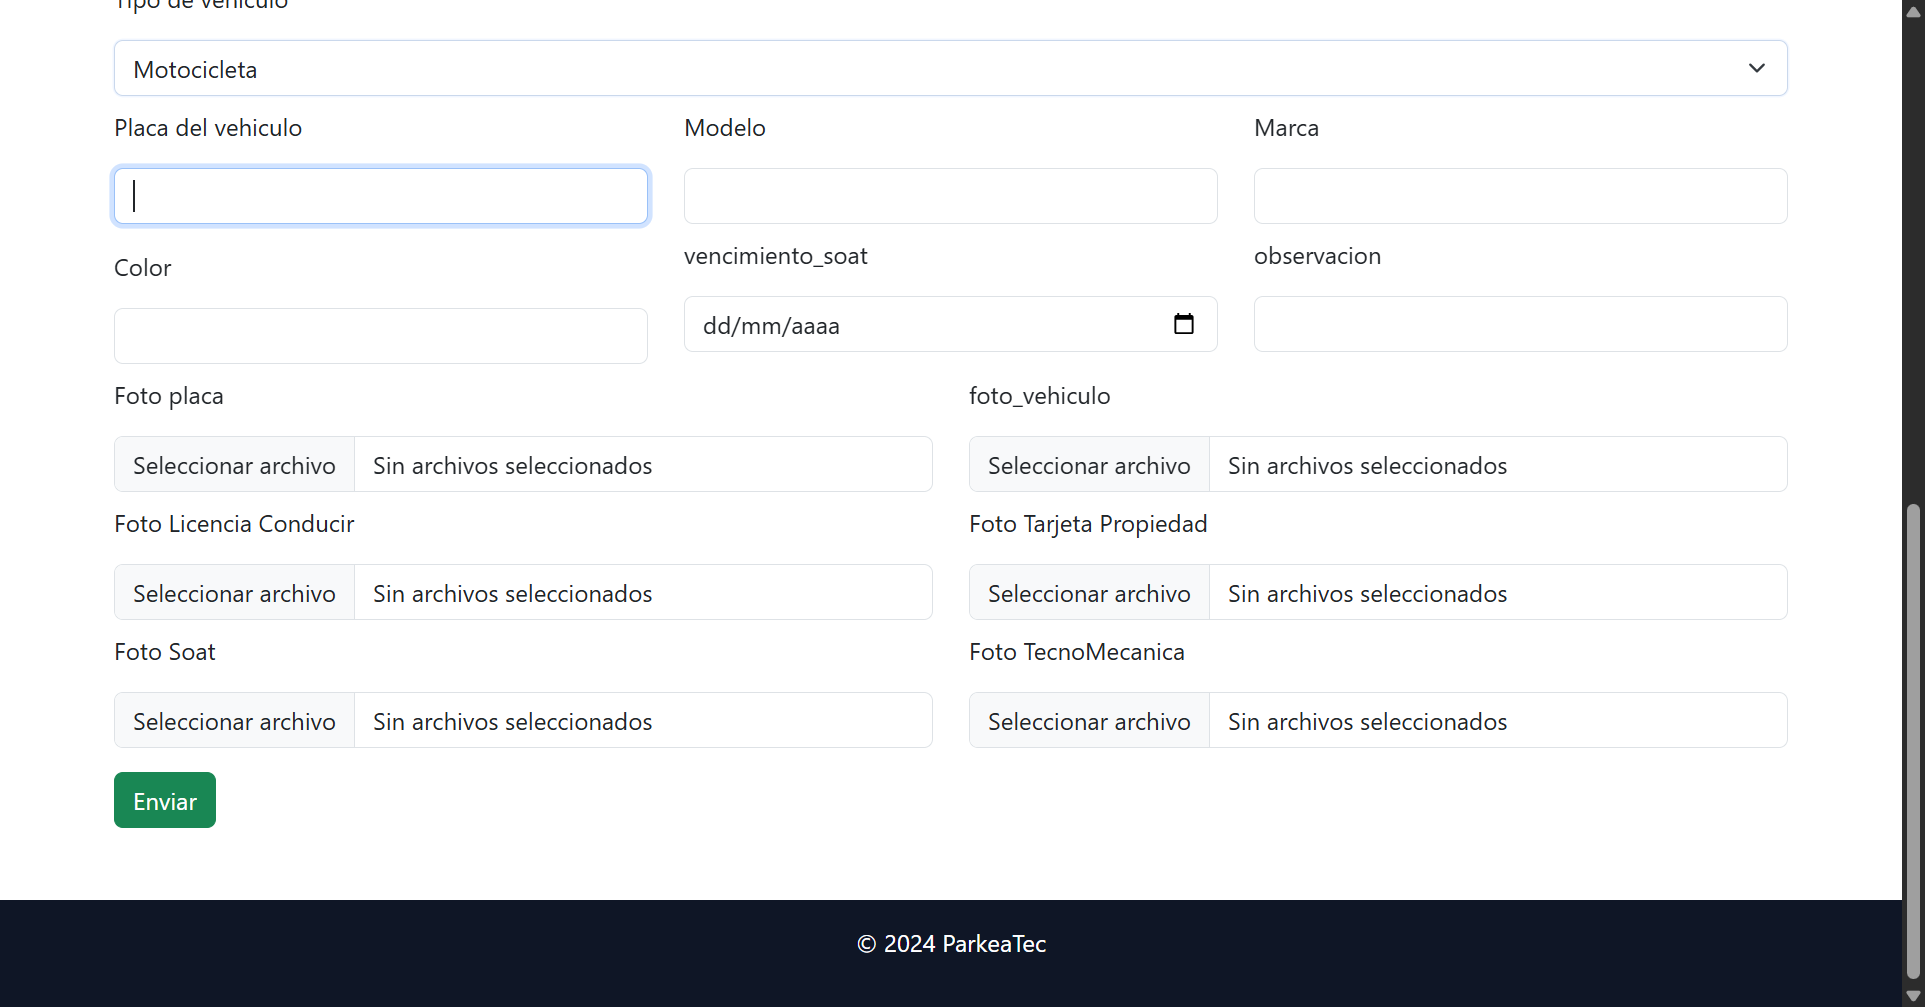 Tipo de vehiculo
Motocicleta
Placa del vehiculo
Modelo
Marca
Color
vencimiento_soat
observacion
dd/mm/aaaa
Foto placa
foto_vehiculo
Seleccionar archivo Sin archivos seleccionados
Seleccionar archivo Sin archivos seleccionados
Foto Licencia Conducir
Foto Tarjeta Propiedad
Seleccionar archivo Sin archivos seleccionados
Seleccionar archivo Sin archivos seleccionados
Foto Soat
Foto TecnoMecanica
Seleccionar archivo Sin archivos seleccionados
Seleccionar archivo Sin archivos seleccionados
Enviar
© 2024 ParkeaTec